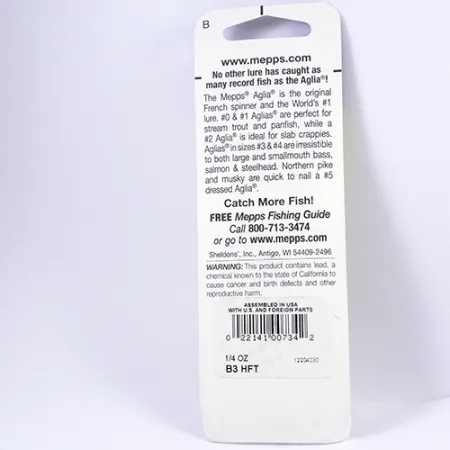 B
www.mepps.com
No other lure has caught as
many record fish as the Aglia®!
The Mepps® Aglia® is the original
French spinner and the World's #1
lure. #0 & #1 Aglias® are perfect for
stream trout and panfish, while a
#2 Aglia® is ideal for slab crappies.
Aglias® in sizes #3 & #4 are irresistible
to both large and smallmouth bass,
salmon & steelhead. Northern pike
and musky are quick to nail a #5
dressed Aglia®.
Catch More Fish!
FREE Mepps Fishing Guide
Call 800-713-3474
or go to www.mepps.com
Sheldons', Inc., Antigo, WI 54409-2496
WARNING: This product contains lead, a
chemical known to the state of California to
cause cancer and birth defects and other
reproductive harm.
ASSEMBLED IN USA
WITH U.S. AND FOREIGN PARTS
0 22141 00734 2
1/4 OZ
B3 HFT